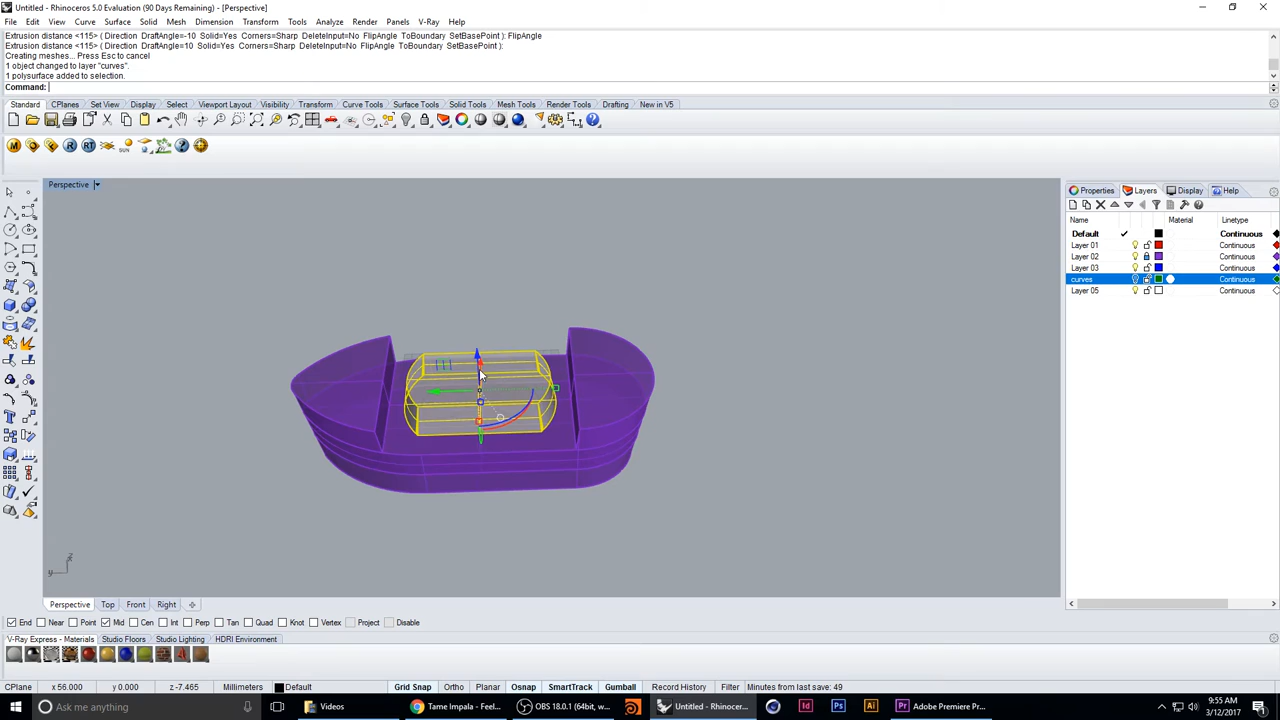 Untitled - Rhinoceros 5.0 Evaluation (90 Days Remaining) - [Perspective]
File Edit View Curve Surface Solid Mesh Dimension Transform Tools Analyze Render Panels V-Ray Help
Extrusion distance <115> ( Direction DraftAngle=-10 Solid=Yes Corners=Sharp DeleteInput=No FlipAngle ToBoundary SetBasePoint ): FlipAngle
Extrusion distance <115> ( Direction DraftAngle=10 Solid=Yes Corners=Sharp DeleteInput=No FlipAngle ToBoundary SetBasePoint ):
Creating meshes... Press Esc to cancel
1 object changed to layer "curves".
1 polysurface added to selection.
Command:
Standard CPlanes Set View Display Select Viewport Layout Visibility Transform Curve Tools Surface Tools Solid Tools Mesh Tools Render Tools Drafting New in V5
Perspective
Properties Layers Display Help
Name Material Linetype
Default Continuous
Layer 01 Continuous
Layer 02 Continuous
Layer 03 Continuous
curves Continuous
Layer 05 Continuous
z
y
Perspective Top Front Right
End Near Point Mid Cen Int Perp Tan Quad Knot Vertex Project Disable
V-Ray Express - Materials Studio Floors Studio Lighting HDRI Environment
CPlane x 56.000 y 0.000 z -7.465 Millimeters Default Grid Snap Ortho Planar Osnap SmartTrack Gumball Record History Filter Minutes from last save: 49
Ask me anything Videos Tame Impala - Feel... OBS 18.0.1 (64bit, w... Untitled - Rhinocer... Adobe Premiere Pr...
9:55 AM
3/12/2017